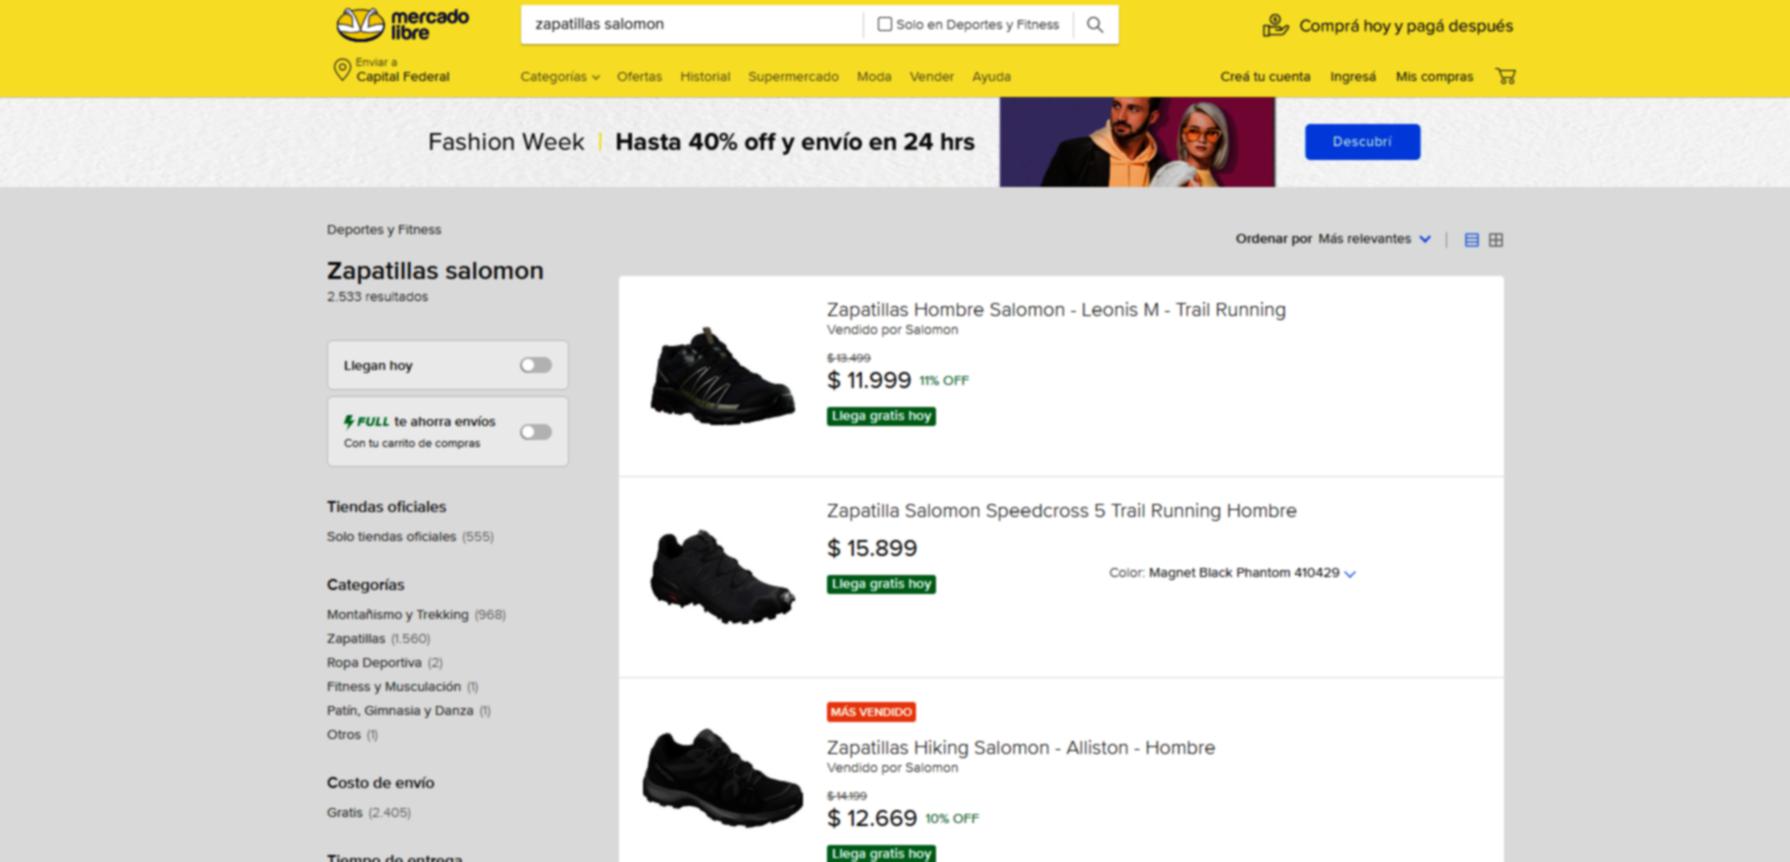 mercado
libre
zapatillas salomon
Solo en Deportes y Fitness
Comprá hoy y pagá después
Enviar a
Capital Federal
Categorías
Ofertas
Historial
Supermercado
Moda
Vender
Ayuda
Creá tu cuenta
Ingresá
Mis compras
Fashion Week | Hasta 40% off y envío en 24 hrs
Descubrí
Deportes y Fitness
Zapatillas salomon
2.533 resultados
Ordenar por Más relevantes
Llegan hoy
FULL te ahorra envíos
Con tu carrito de compras
Tiendas oficiales
Solo tiendas oficiales (555)
Categorías
Montañismo y Trekking (968)
Zapatillas (1.560)
Ropa Deportiva (2)
Fitness y Musculación (1)
Patín, Gimnasia y Danza (1)
Otros (1)
Costo de envío
Gratis (2.405)
Tiempo de entrega
Zapatillas Hombre Salomon - Leonis M - Trail Running
Vendido por Salomon
$ 13.499
$ 11.999 11% OFF
Llega gratis hoy
Zapatilla Salomon Speedcross 5 Trail Running Hombre
$ 15.899
Llega gratis hoy
Color: Magnet Black Phantom 410429
MÁS VENDIDO
Zapatillas Hiking Salomon - Alliston - Hombre
Vendido por Salomon
$ 14.199
$ 12.669 10% OFF
Llega gratis hoy